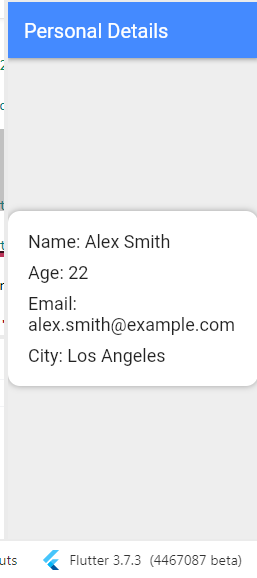 Personal Details
Name: Alex Smith
Age: 22
Email:
alex.smith@example.com
City: Los Angeles
uts
Flutter 3.7.3 (4467087 beta)